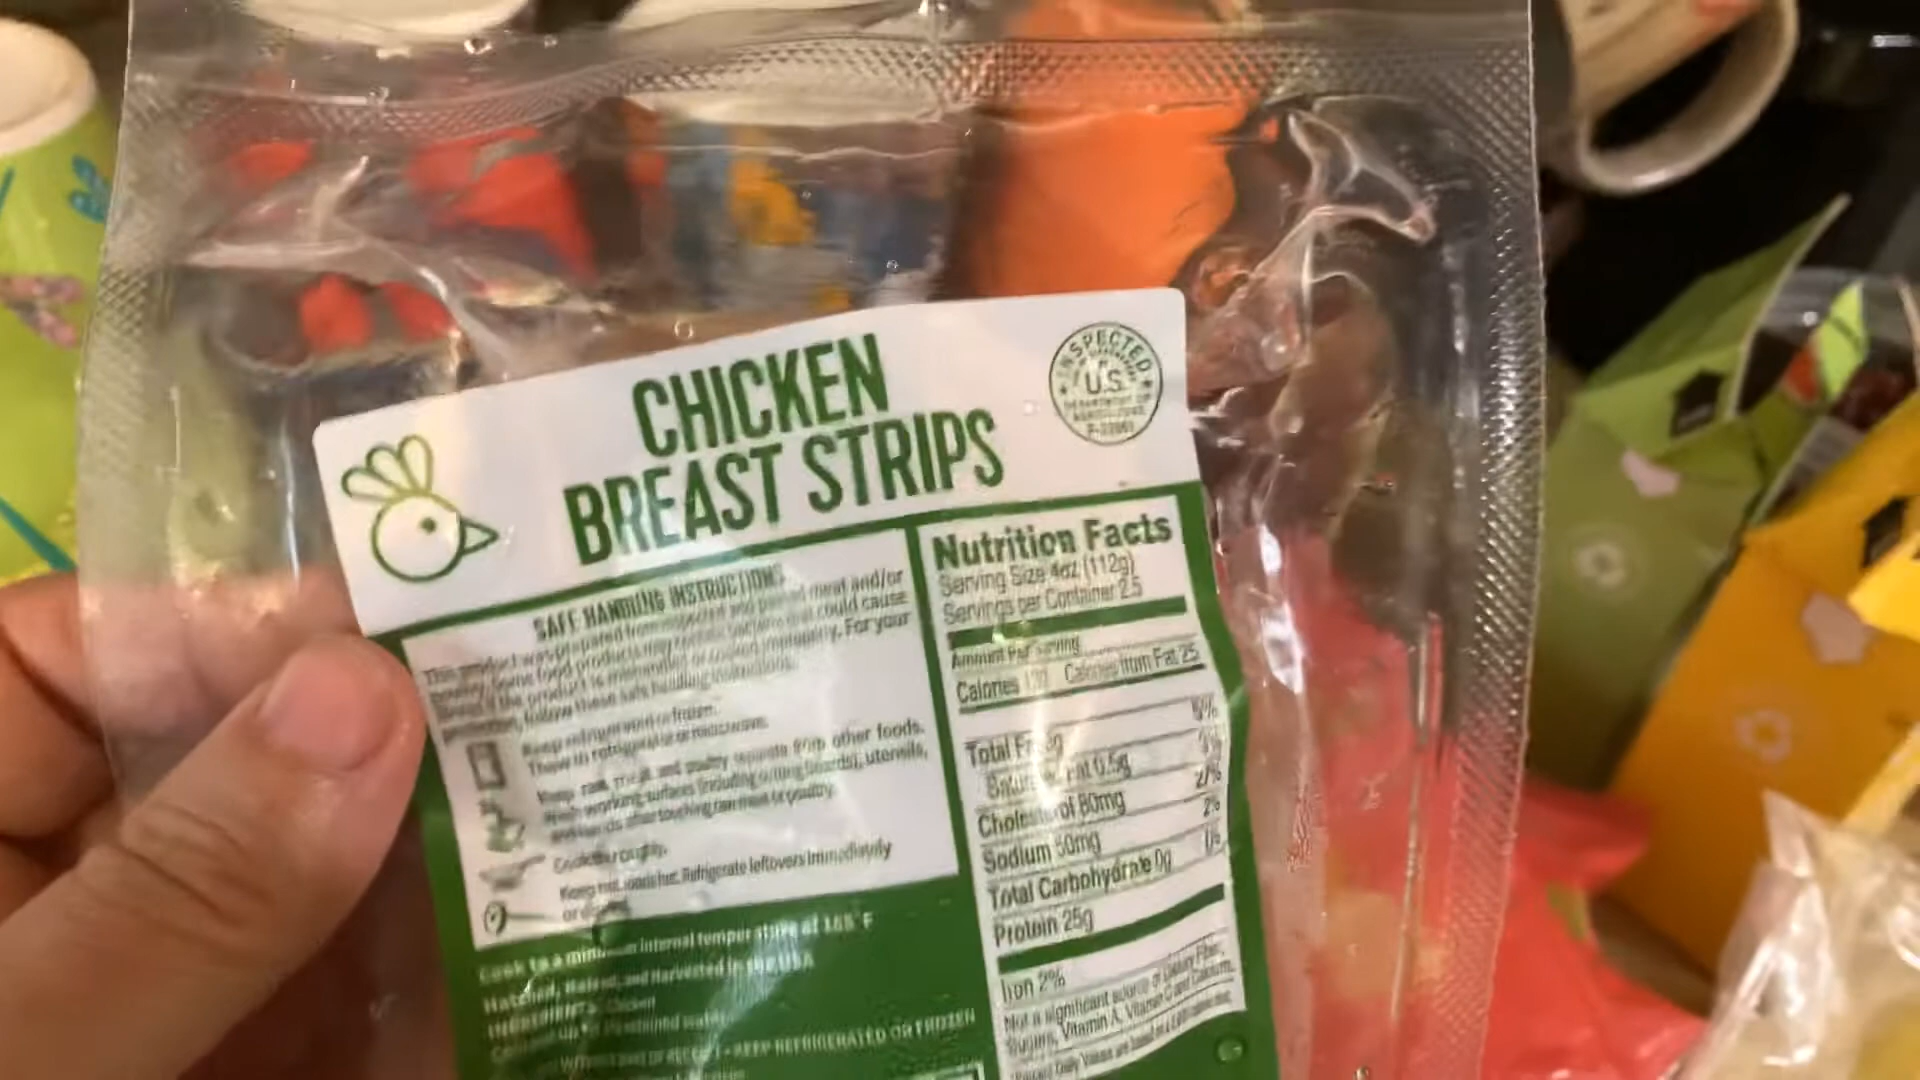 CHICKEN
BREAST STRIPS
INSPECTED
U.S.
DEPARTMENT OF
AGRICULTURE
SAFE HANDLING INSTRUCTIONS
This product was prepared from inspected and passed meat and/or
poultry. Some food products may contain bacteria that could cause
illness if the product is mishandled or cooked improperly. For your
protection, follow these safe handling instructions.
Keep refrigerated or frozen.
Thaw in refrigerator or microwave.
Keep raw meat and poultry separate from other foods.
Wash working surfaces (including cutting boards), utensils,
and hands after touching raw meat or poultry.
Cook thoroughly.
Keep hot foods hot. Refrigerate leftovers immediately
or discard.
Cook to a minimum internal temperature of 165°F
Hatched, Raised, and Harvested in the USA
INGREDIENTS: Chicken
KEEP REFRIGERATED OR FROZEN
Nutrition Facts
Serving Size 4oz (112g)
Servings per Container 2.5
Amount Per Serving
Calories Calories from Fat 25
Total Fat
Saturated Fat 0.5g
Cholesterol 80mg
Sodium 50mg
Total Carbohydrate 0g
Protein 25g
Iron 2%
Not a significant source of Dietary Fiber,
Sugars, Vitamin A, Vitamin C and Calcium.